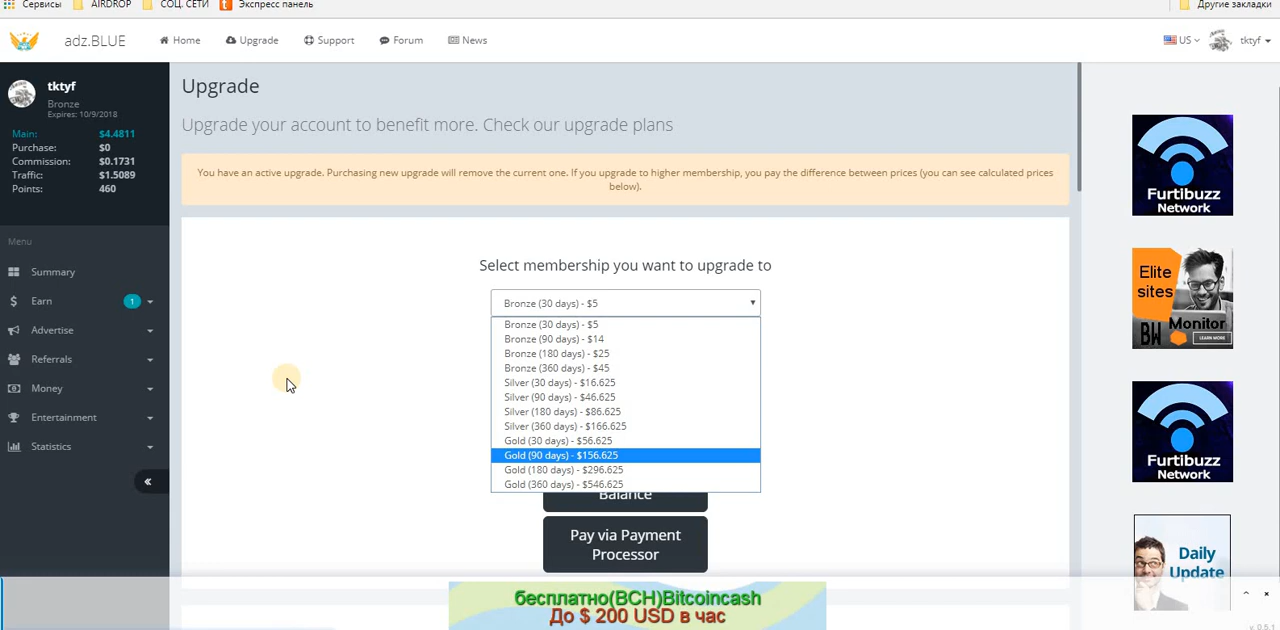 Сервисы AIRDROP СОЦ. СЕТИ Экспресс панель Другие закладки
adz.BLUE Home Upgrade Support Forum News US tktyf
tktyf
Bronze
Expires: 10/9/2018
Main: $4.4811
Purchase: $0
Commission: $0.1731
Traffic: $1.5089
Points: 460
Menu
Summary
Earn 1
Advertise
Referrals
Money
Entertainment
Statistics
Upgrade
Upgrade your account to benefit more. Check our upgrade plans
You have an active upgrade. Purchasing new upgrade will remove the current one. If you upgrade to higher membership, you pay the difference between prices (you can see calculated prices
below).
Select membership you want to upgrade to
Bronze (30 days) - $5
Bronze (30 days) - $5
Bronze (90 days) - $14
Bronze (180 days) - $25
Bronze (360 days) - $45
Silver (30 days) - $16.625
Silver (90 days) - $46.625
Silver (180 days) - $86.625
Silver (360 days) - $166.625
Gold (30 days) - $56.625
Gold (90 days) - $156.625
Gold (180 days) - $296.625
Gold (360 days) - $546.625
Balance
Pay via Payment
Processor
Furtibuzz
Network
Elite
sites
BW Monitor
LEARN MORE
Furtibuzz
Network
Daily
Update
бесплатно(BCH)Bitcoincash
До $ 200 USD в час
v. 0.5.1